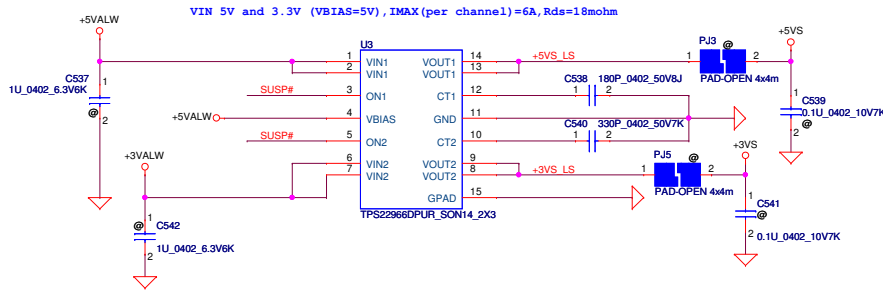 VIN 5V and 3.3V (VBIAS=5V),IMAX(per channel)=6A,Rds=18mohm
+5VALW
U3
+5VS
PJ3
@
1 VIN1 VOUT1 14 +5VS_LS 1 2
2 VIN1 VOUT1 13
PAD-OPEN 4x4m
C537
1U_0402_6.3V6K
1
@
2
C538 180P_0402_50V8J
SUSP# 3 ON1 CT1 12 1 2
C539
0.1U_0402_10V7K
1
@
2
+5VALW 4 VBIAS GND 11
C540 330P_0402_50V7K
SUSP# 5 ON2 CT2 10 1 2
+3VALW
+3VS
PJ5
6 VIN2 VOUT2 9
7 VIN2 VOUT2 8 +3VS_LS 1 2
PAD-OPEN 4x4m
GPAD 15
TPS22966DPUR_SON14_2X3
1
@
C542
2
1U_0402_6.3V6K
1
@
C541
2
0.1U_0402_10V7K